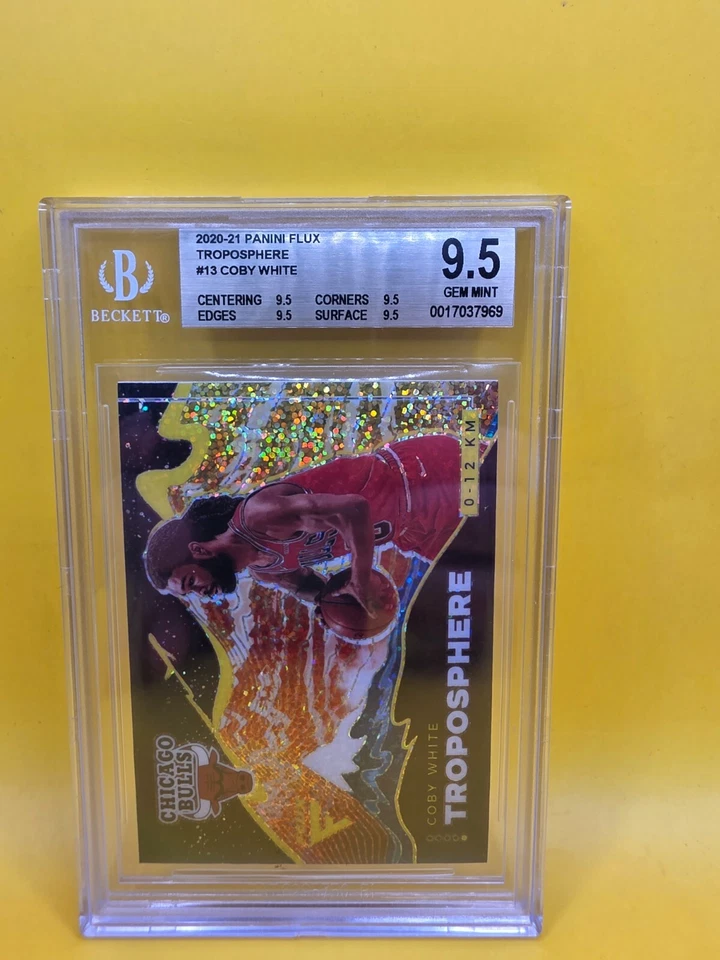 2020-21 PANINI FLUX
TROPOSPHERE
#13 COBY WHITE
CENTERING 9.5 CORNERS 9.5
EDGES 9.5 SURFACE 9.5
9.5
GEM MINT
0017037969
B
BECKETT®
0-12 KM
CHICAGO
BULLS
COBY WHITE
TROPOSPHERE